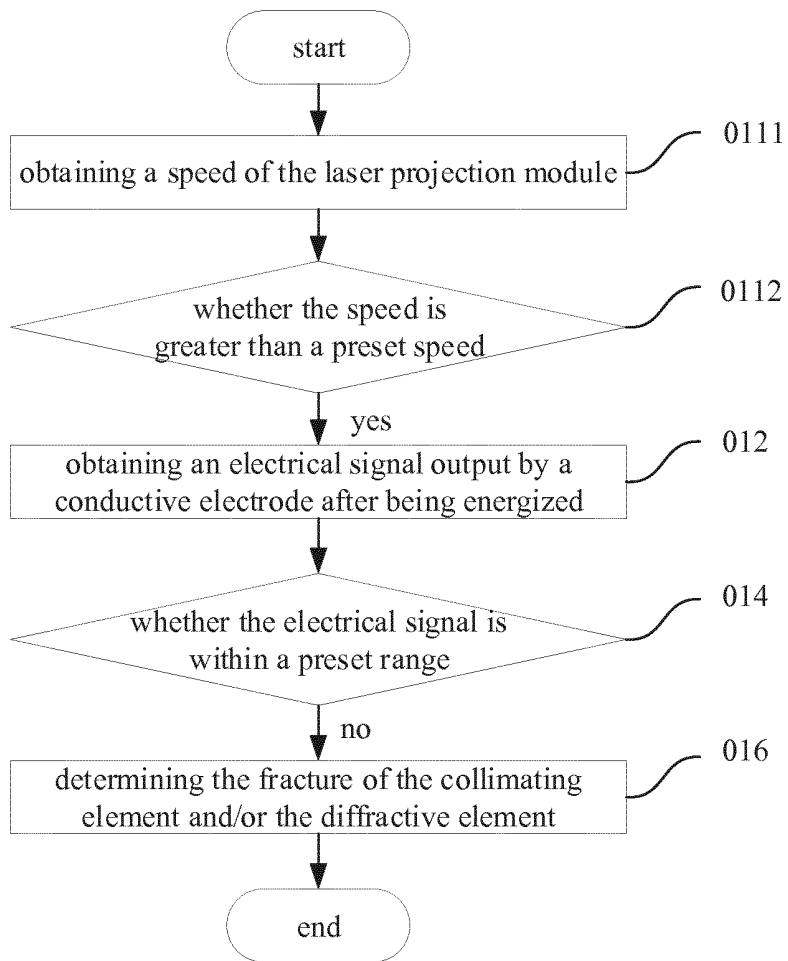 start
0111
obtaining a speed of the laser projection module
0112
whether the speed is
greater than a preset speed
yes
012
obtaining an electrical signal output by a
conductive electrode after being energized
014
whether the electrical signal is
within a preset range
no
016
determining the fracture of the collimating
element and/or the diffractive element
end